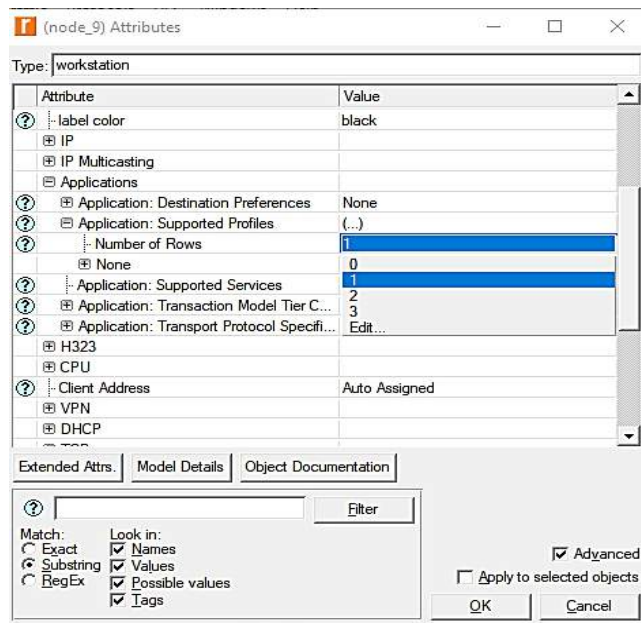 (node_9) Attributes
Type: workstation
Attribute Value
label color black
IP
IP Multicasting
Applications
Application: Destination Preferences None
Application: Supported Profiles (...)
Number of Rows 1
None 0
1
Application: Supported Services
2
Application: Transaction Model Tier C...
3
Application: Transport Protocol Specifi... Edit...
H323
CPU
Client Address Auto Assigned
VPN
DHCP
Extended Attrs. Model Details Object Documentation
Filter
Match: Look in:
Exact Names
Substring Values
RegEx Possible values
Tags
Advanced
Apply to selected objects
OK Cancel